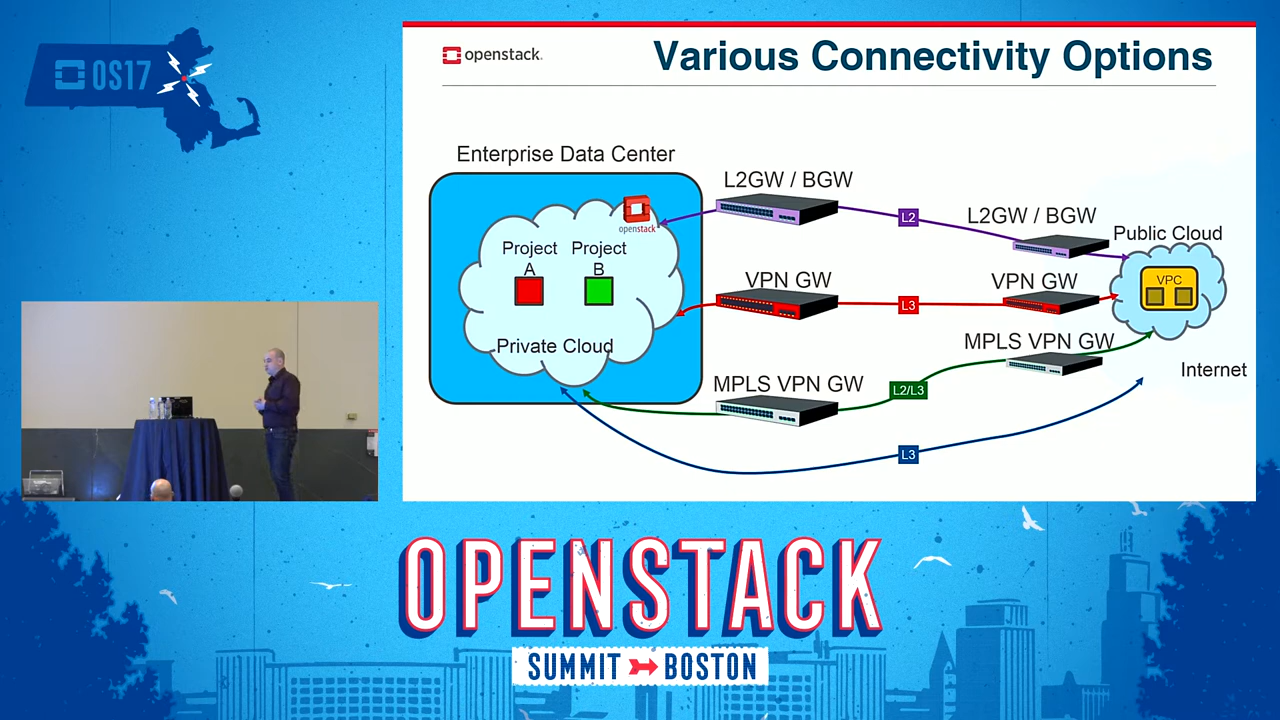 OS17
openstack.
Various Connectivity Options
Enterprise Data Center
L2GW / BGW
L2
L2GW / BGW
Public Cloud
openstack
Project
A
Project
B
VPN GW
L3
VPN GW
VPC
Private Cloud
MPLS VPN GW
L2/L3
MPLS VPN GW
Internet
L3
OPENSTACK
SUMMIT BOSTON